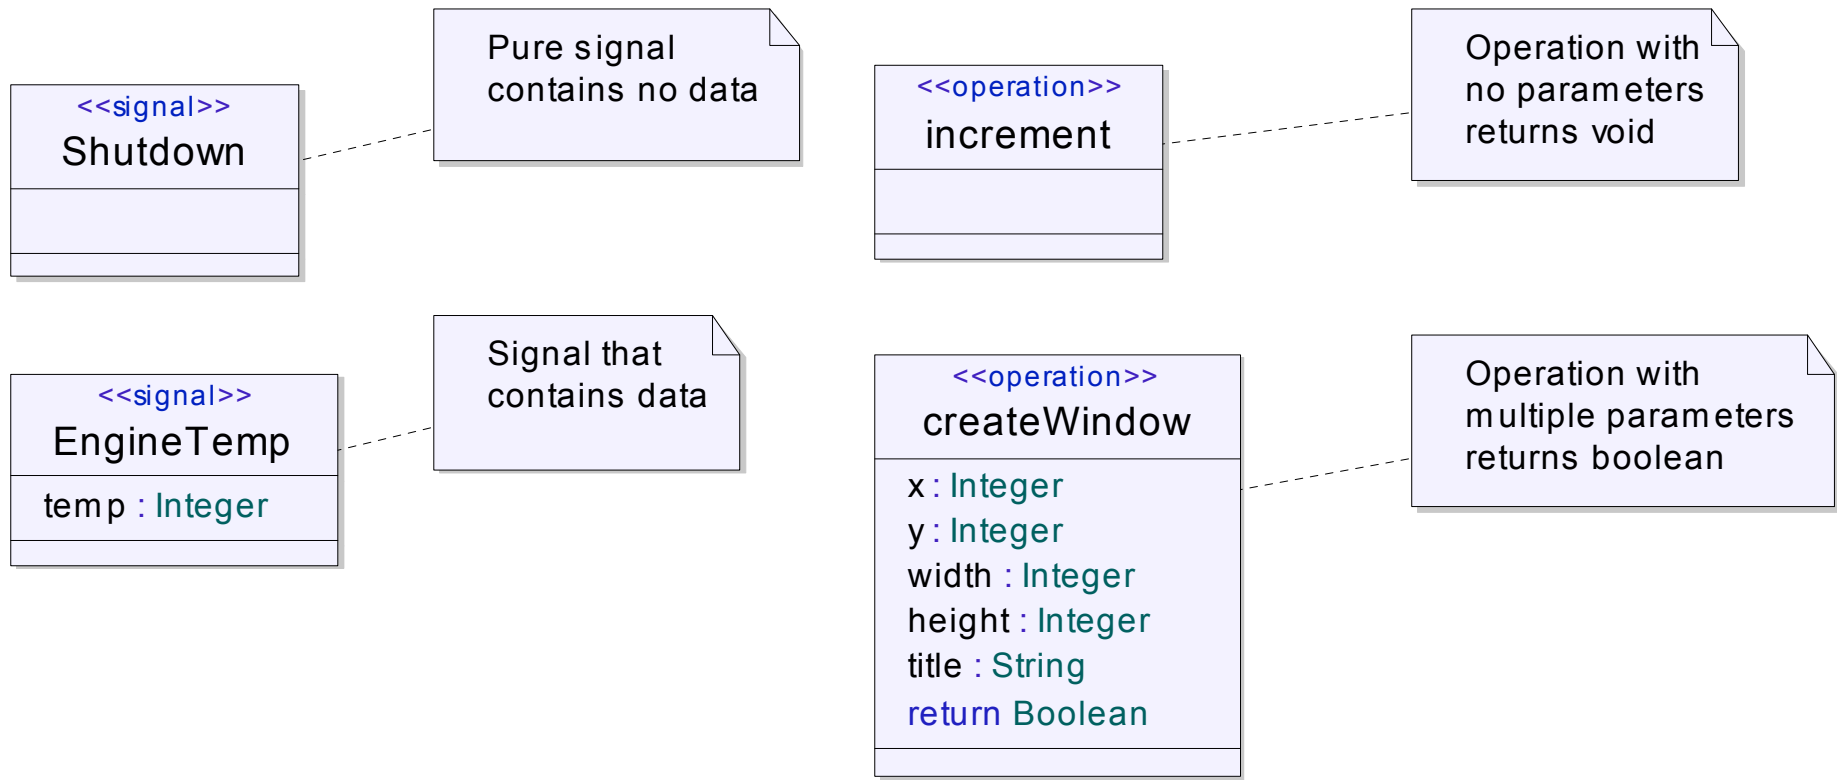 <<signal>>
Shutdown
Pure signal
contains no data
<<operation>>
increment
Operation with
no parameters
returns void
<<signal>>
EngineTemp
temp : Integer
Signal that
contains data
<<operation>>
createWindow
x : Integer
y : Integer
width : Integer
height : Integer
title : String
return Boolean
Operation with
multiple parameters
returns boolean